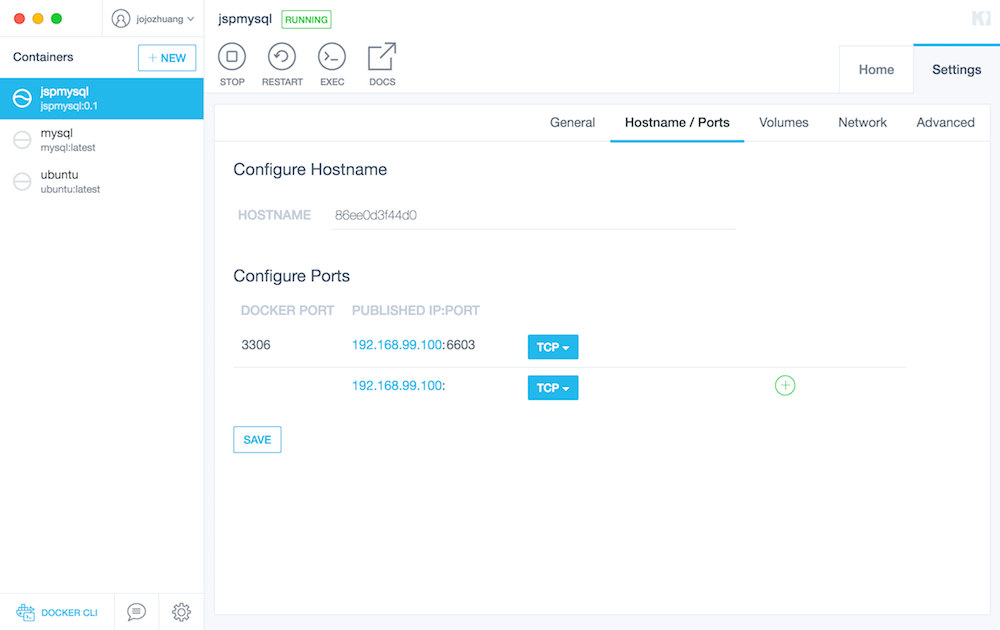 jojozhuang
jspmysql RUNNING
Containers
+ NEW
STOP RESTART EXEC DOCS
Home Settings
jspmysql
jspmysql:0.1
mysql
mysql:latest
ubuntu
ubuntu:latest
General Hostname / Ports Volumes Network Advanced
Configure Hostname
HOSTNAME 86ee0d3f44d0
Configure Ports
DOCKER PORT PUBLISHED IP:PORT
3306 192.168.99.100:6603 TCP
192.168.99.100: TCP
SAVE
DOCKER CLI